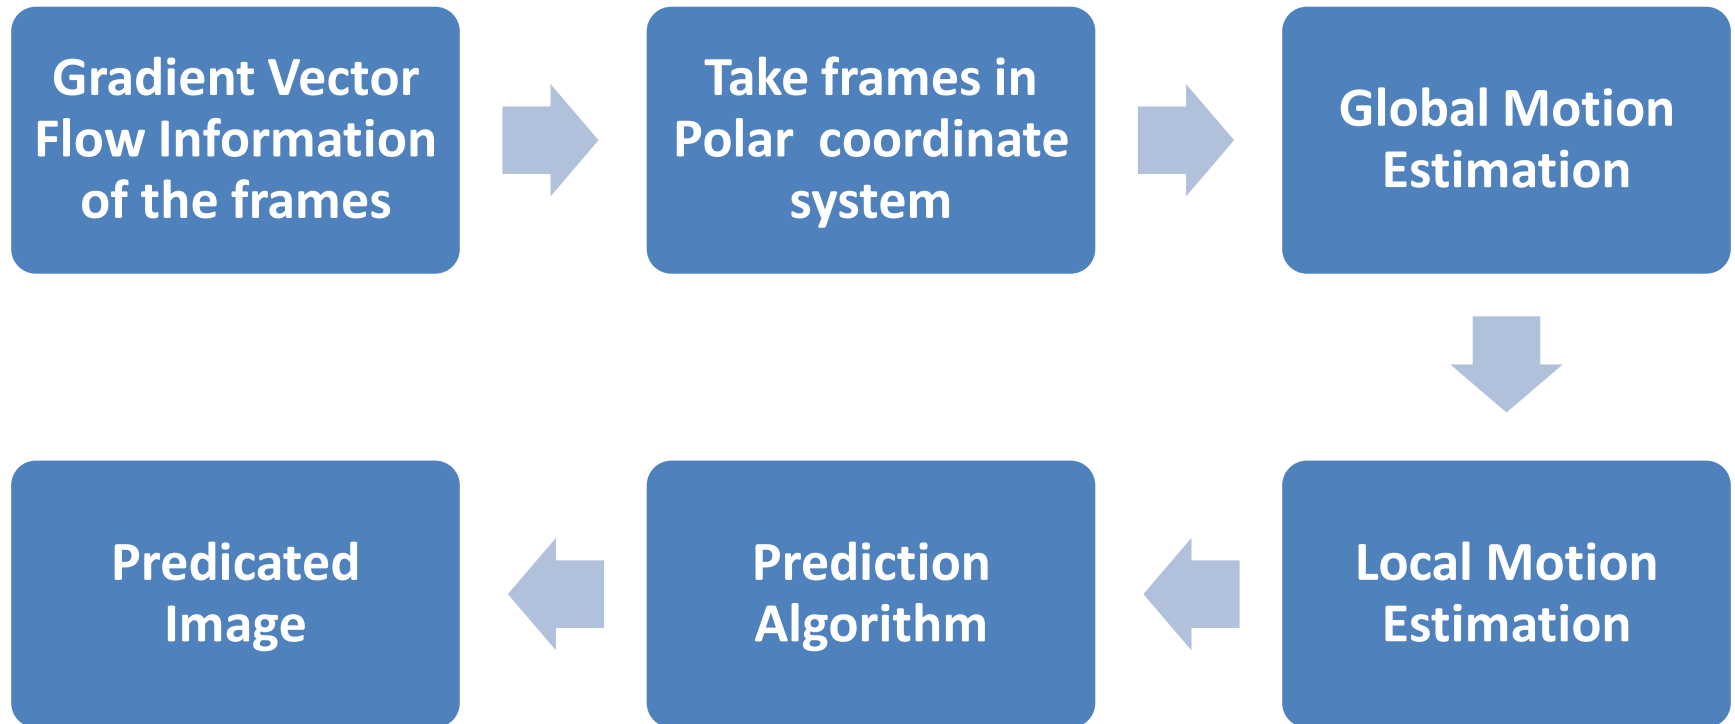 Gradient Vector
Flow Information
of the frames
Take frames in
Polar  coordinate
system
Global Motion
Estimation
Local Motion
Estimation
Prediction
Algorithm
Predicated
Image